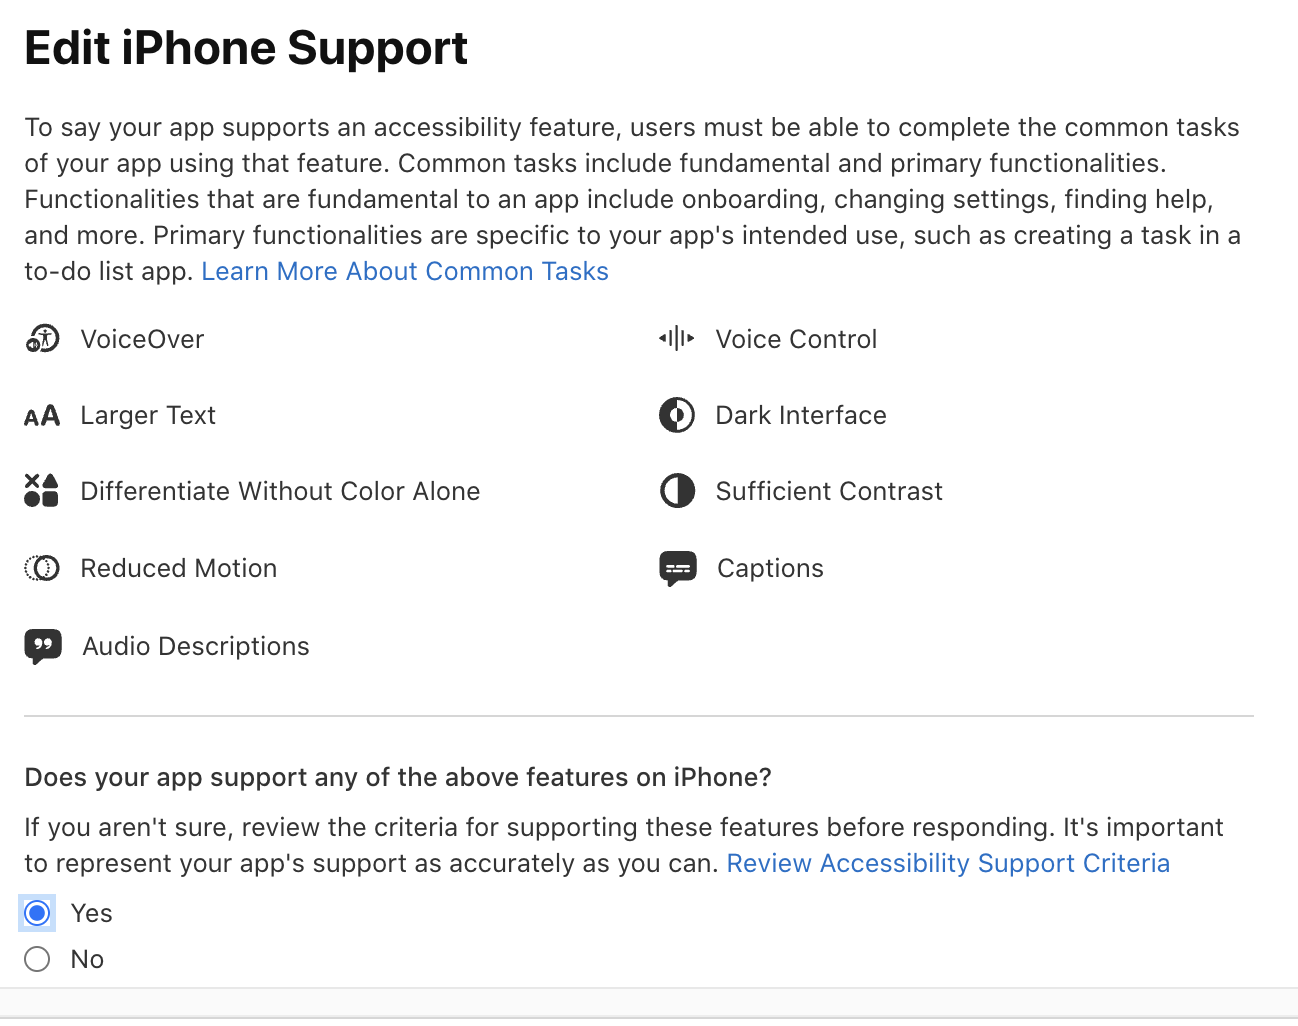 Edit iPhone Support
To say your app supports an accessibility feature, users must be able to complete the common tasks
of your app using that feature. Common tasks include fundamental and primary functionalities.
Functionalities that are fundamental to an app include onboarding, changing settings, finding help,
and more. Primary functionalities are specific to your app's intended use, such as creating a task in a
to-do list app. Learn More About Common Tasks
VoiceOver
Voice Control
Larger Text
Dark Interface
Differentiate Without Color Alone
Sufficient Contrast
Reduced Motion
Captions
Audio Descriptions
Does your app support any of the above features on iPhone?
If you aren't sure, review the criteria for supporting these features before responding. It's important
to represent your app's support as accurately as you can. Review Accessibility Support Criteria
Yes
No